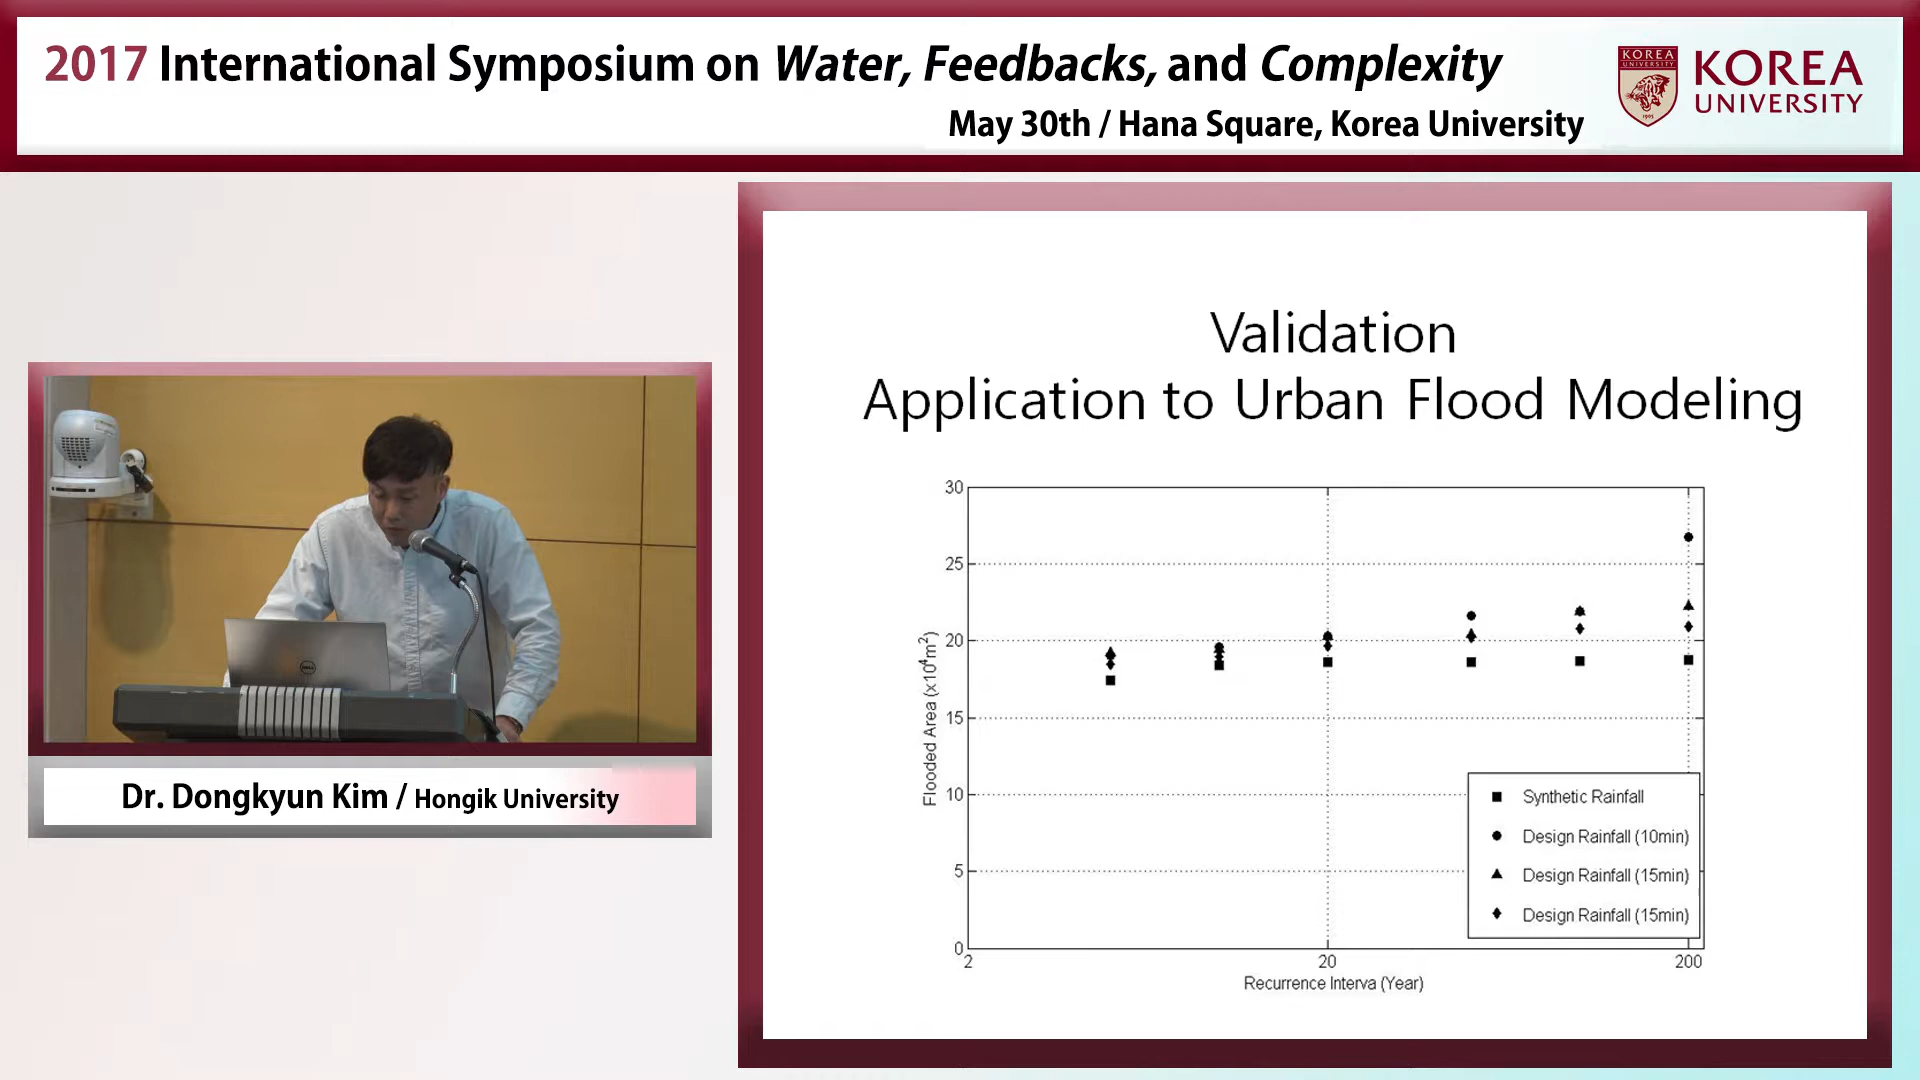 2017 International Symposium on Water, Feedbacks, and Complexity
May 30th / Hana Square, Korea University
KOREA
UNIVERSITY
1905
KOREA
UNIVERSITY
Dr. Dongkyun Kim / Hongik University
DELL
Validation
Application to Urban Flood Modeling
30
25
20
15
10
5
0
Flooded Area (x10⁴m²)
2
20
200
Recurrence Interva (Year)
Synthetic Rainfall
Design Rainfall (10min)
Design Rainfall (15min)
Design Rainfall (15min)